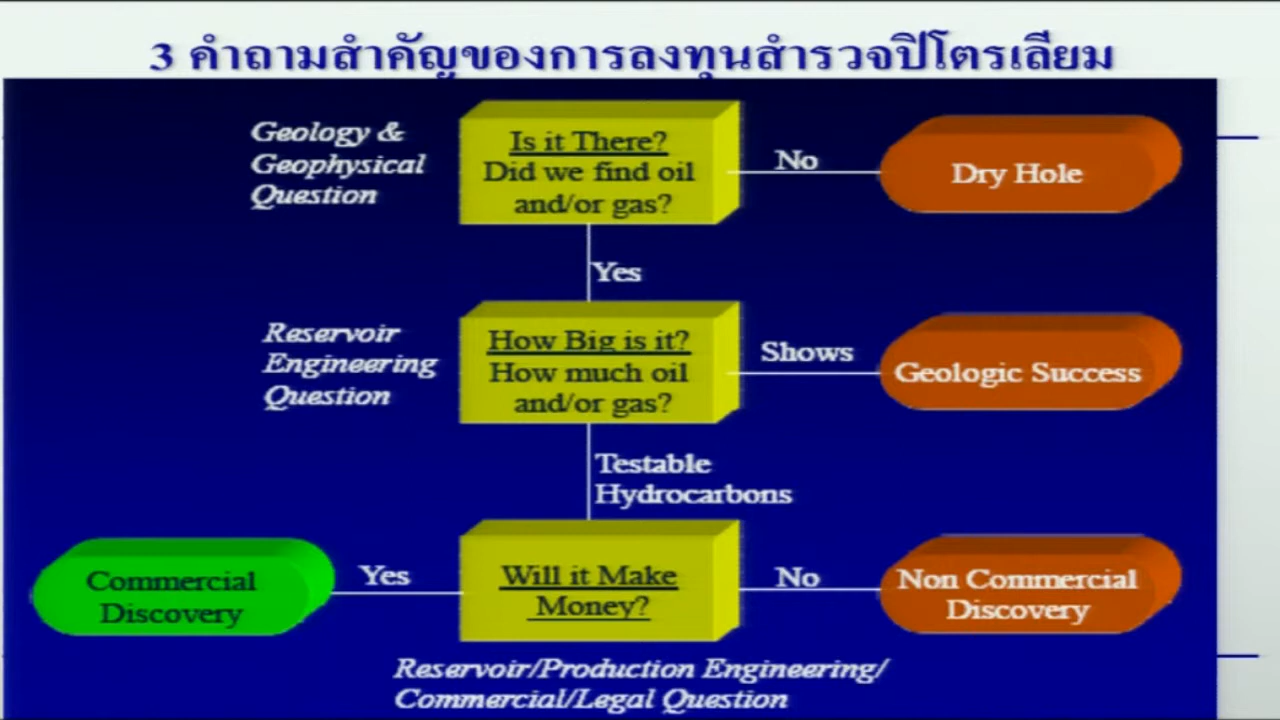 3 คำถามสำคัญของการลงทุนสำรวจปิโตรเลียม
Geology &
Geophysical
Question
Is it There?
Did we find oil
and/or gas?
No
Dry Hole
Yes
Reservoir
Engineering
Question
How Big is it?
How much oil
and/or gas?
Shows
Geologic Success
Testable
Hydrocarbons
Commercial
Discovery
Yes
Will it Make
Money?
No
Non Commercial
Discovery
Reservoir/Production Engineering/
Commercial/Legal Question